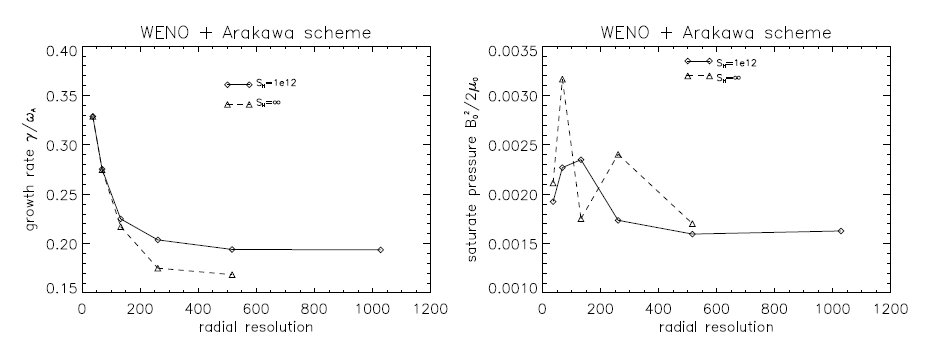 WENO + Arakawa scheme
growth rate γ/ω_A
0.40
0.35
0.30
0.25
0.20
0.15
S_H=1e12
S_H=∞
0 200 400 600 800 1000 1200
radial resolution
WENO + Arakawa scheme
saturate pressure B_0^2/2μ_0
0.0035
0.0030
0.0025
0.0020
0.0015
0.0010
S_H=1e12
S_H=∞
0 200 400 600 800 1000 1200
radial resolution